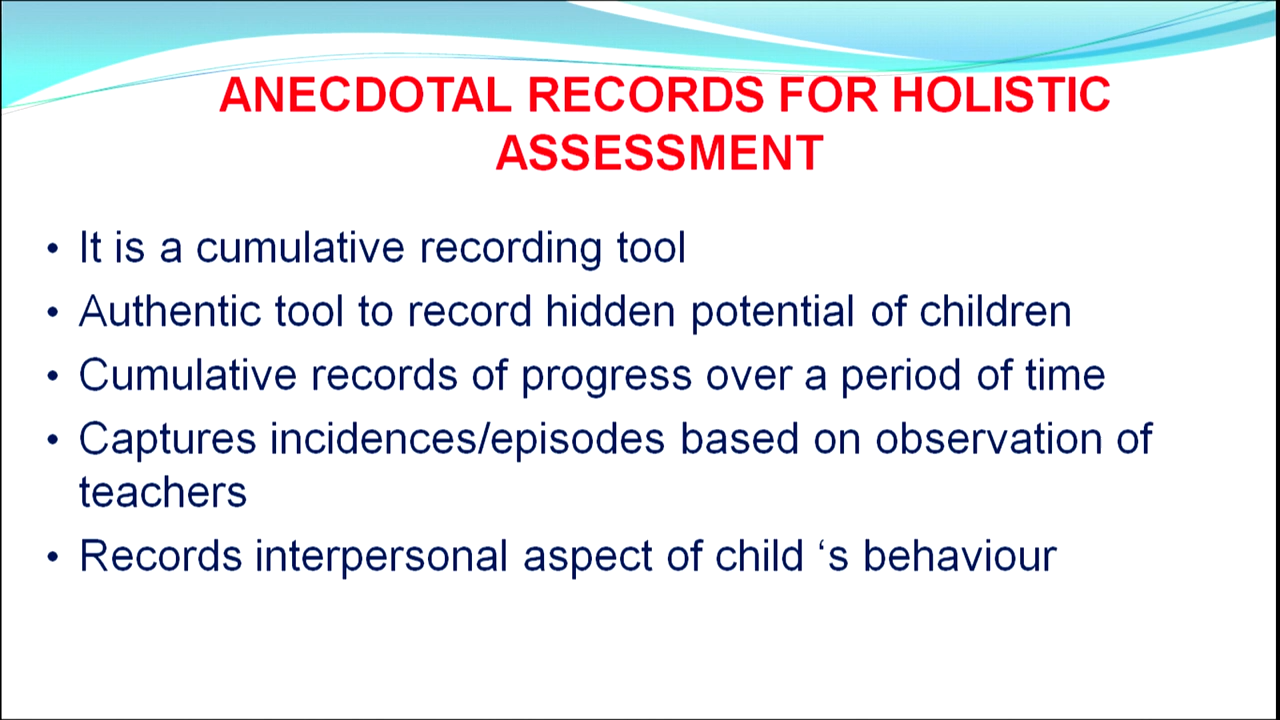 ANECDOTAL RECORDS FOR HOLISTIC
ASSESSMENT
• It is a cumulative recording tool
• Authentic tool to record hidden potential of children
• Cumulative records of progress over a period of time
• Captures incidences/episodes based on observation of
teachers
• Records interpersonal aspect of child ‘s behaviour